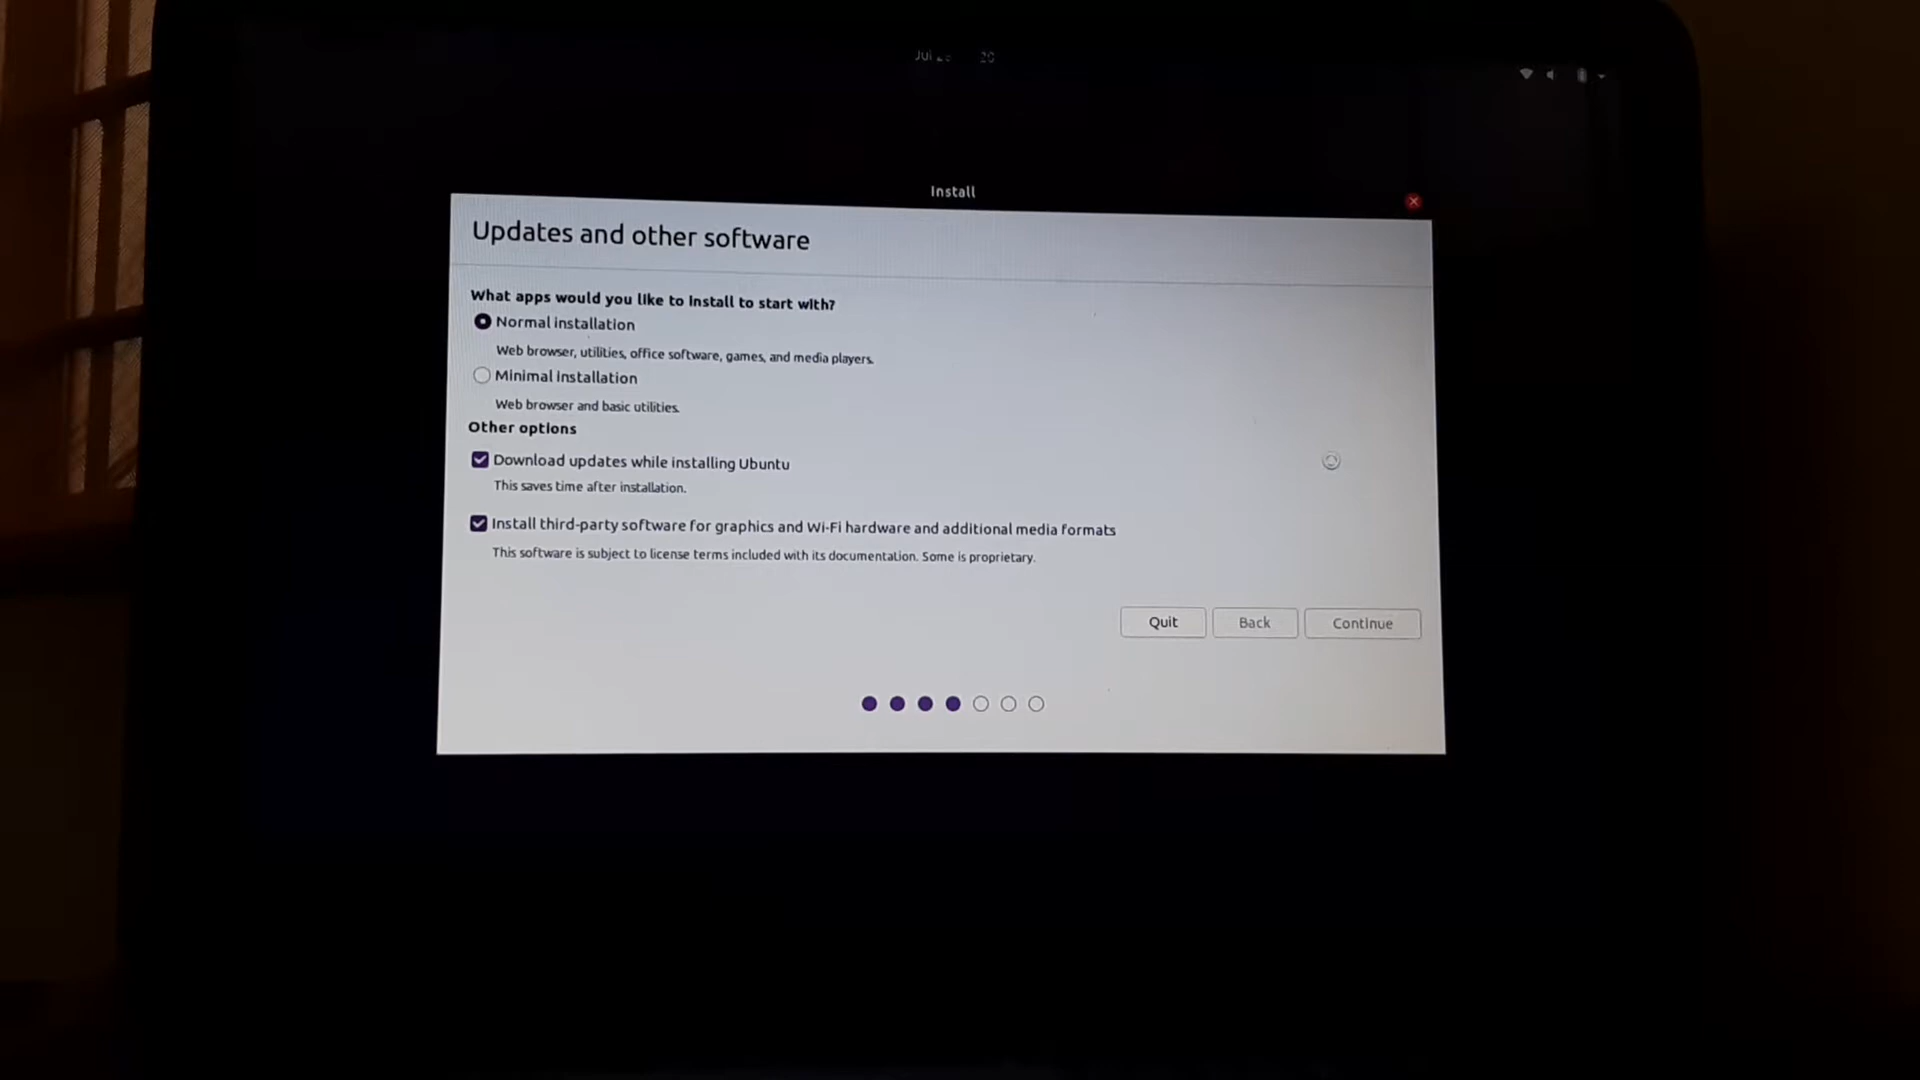 Jul
Install
Updates and other software
What apps would you like to install to start with?
Normal installation
Web browser, utilities, office software, games, and media players.
Minimal installation
Web browser and basic utilities.
Other options
Download updates while installing Ubuntu
This saves time after installation.
Install third-party software for graphics and Wi-Fi hardware and additional media formats
This software is subject to license terms included with its documentation. Some is proprietary.
Quit Back Continue